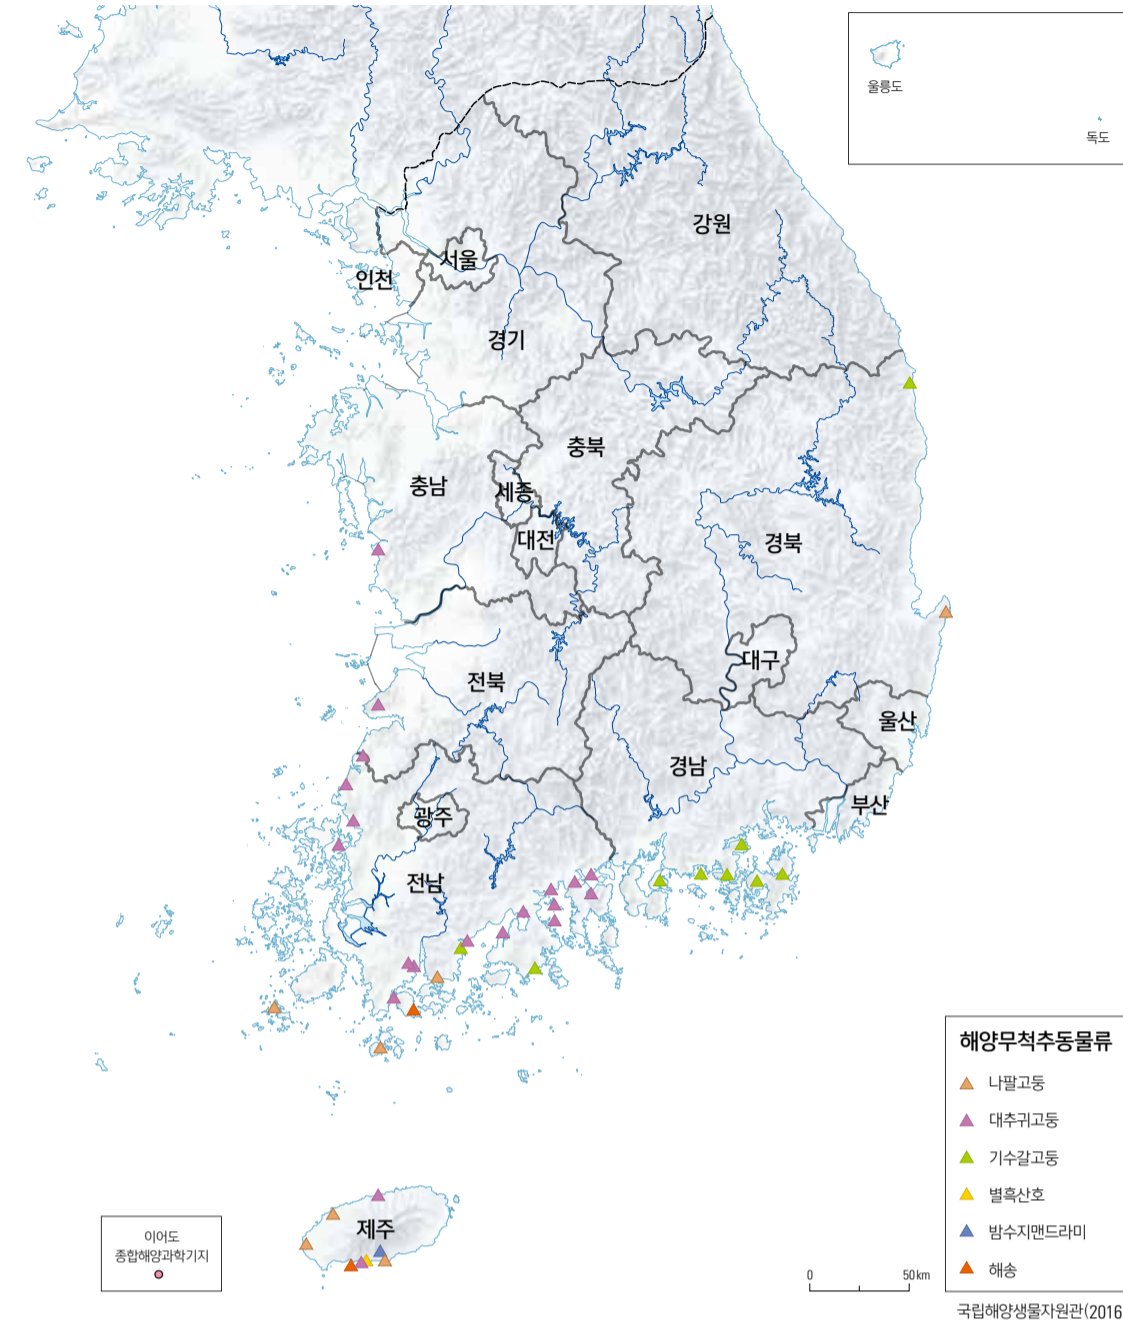 울릉도
독도
강원
서울
인천
경기
충북
충남
세종
대전
경북
대구
전북
울산
경남
부산
광주
전남
제주
이어도
종합해양과학기지
해양무척추동물류
나팔고둥
대추귀고둥
기수갈고둥
별혹산호
밤수지맨드라미
해송
0 50 km
국립해양생물자원관(2016